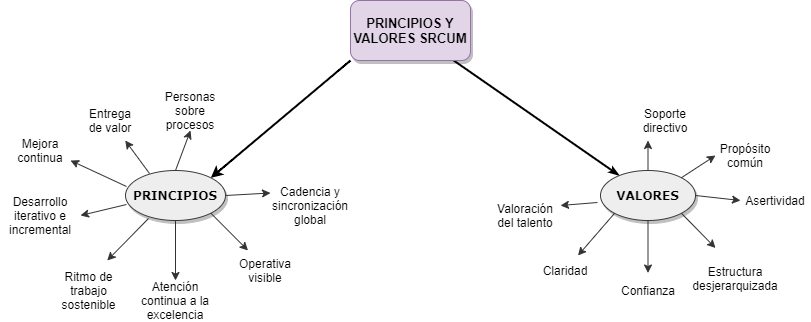 PRINCIPIOS Y
VALORES SRCUM
Personas
sobre
procesos
Entrega
de valor
Mejora
continua
PRINCIPIOS
Cadencia y
sincronización
global
Desarrollo
iterativo e
incremental
Ritmo de
trabajo
sostenible
Atención
continua a la
excelencia
Operativa
visible
Soporte
directivo
Propósito
común
VALORES
Asertividad
Valoración
del talento
Claridad
Confianza
Estructura
desjerarquizada